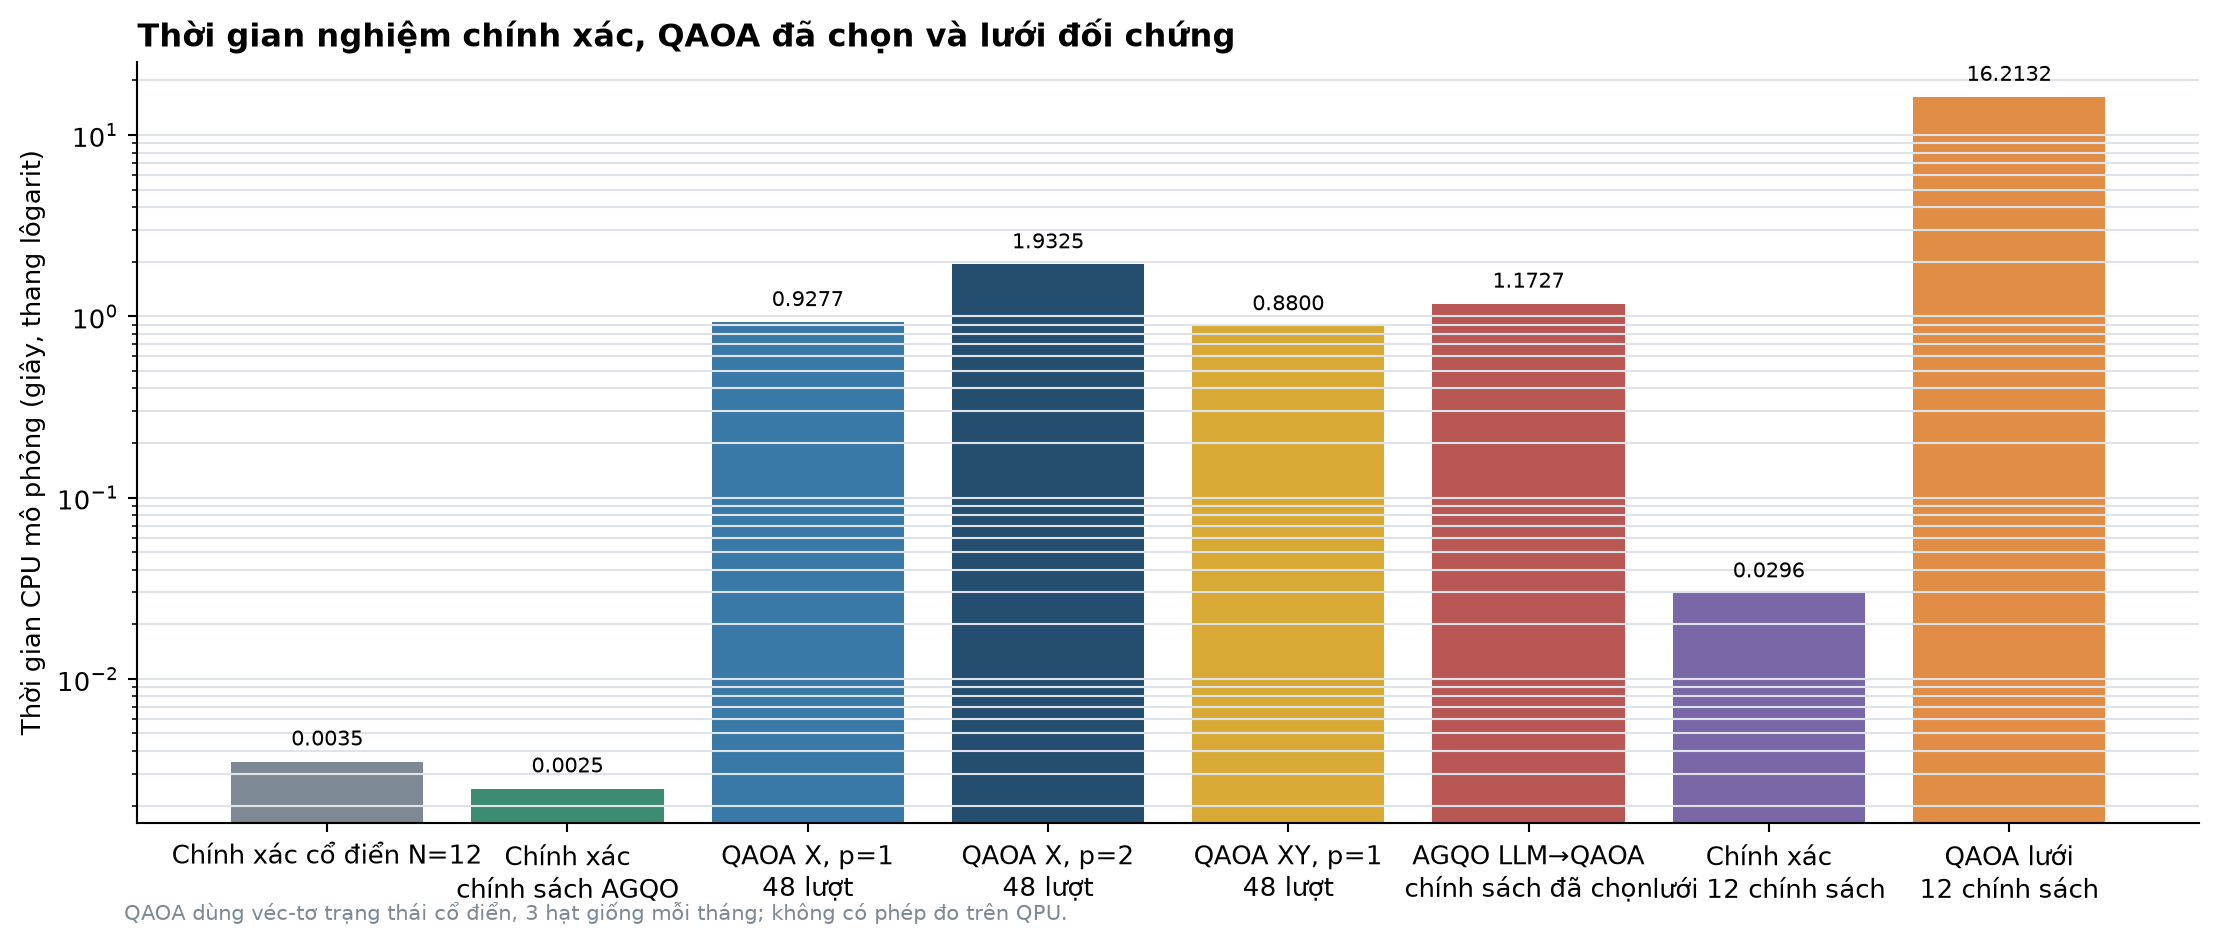 Thời gian nghiệm chính xác, QAOA đã chọn và lưới đối chứng
Thời gian CPU mô phỏng (giây, thang lôgarit)
10¹
10⁰
10⁻¹
10⁻²
0.0035
0.0025
0.9277
1.9325
0.8800
1.1727
0.0296
16.2132
Chính xác cổ điển N=12
Chính xác
chính sách AGQO
QAOA X, p=1
48 lượt
QAOA X, p=2
48 lượt
QAOA XY, p=1
48 lượt
AGQO LLM→QAOA
chính sách đã chọn
Chính xác
lưới 12 chính sách
QAOA lưới
12 chính sách
QAOA dùng véc-tơ trạng thái cổ điển, 3 hạt giống mỗi tháng; không có phép đo trên QPU.